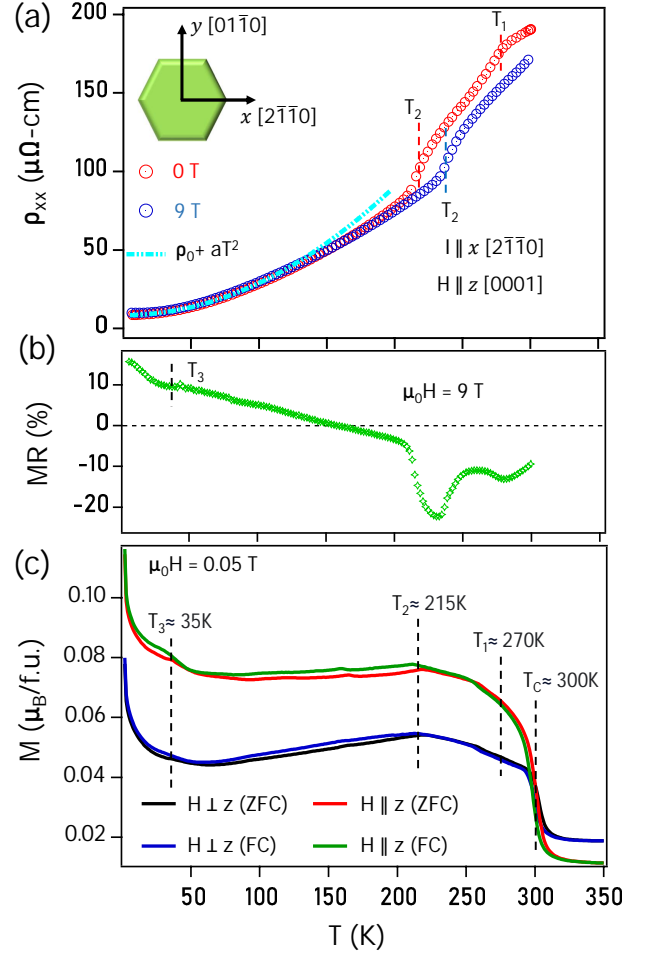 (a)
200
150
100
50
0
ρxx (μΩ-cm)
y [011̅0]
x [21̅1̅0]
T₁
T₂
T₂
0 T
9 T
ρ₀+ aT²
I ∥ x [21̅1̅0]
H ∥ z [0001]
(b)
10
0
-10
-20
MR (%)
T₃
μ₀H = 9 T
(c)
0.10
0.08
0.06
0.04
0.02
M (μB/f.u.)
μ₀H = 0.05 T
T₃≈ 35K
T₂≈ 215K
T₁≈ 270K
TC≈ 300K
H ⊥ z (ZFC)
H ∥ z (ZFC)
H ⊥ z (FC)
H ∥ z (FC)
50 100 150 200 250 300 350
T (K)